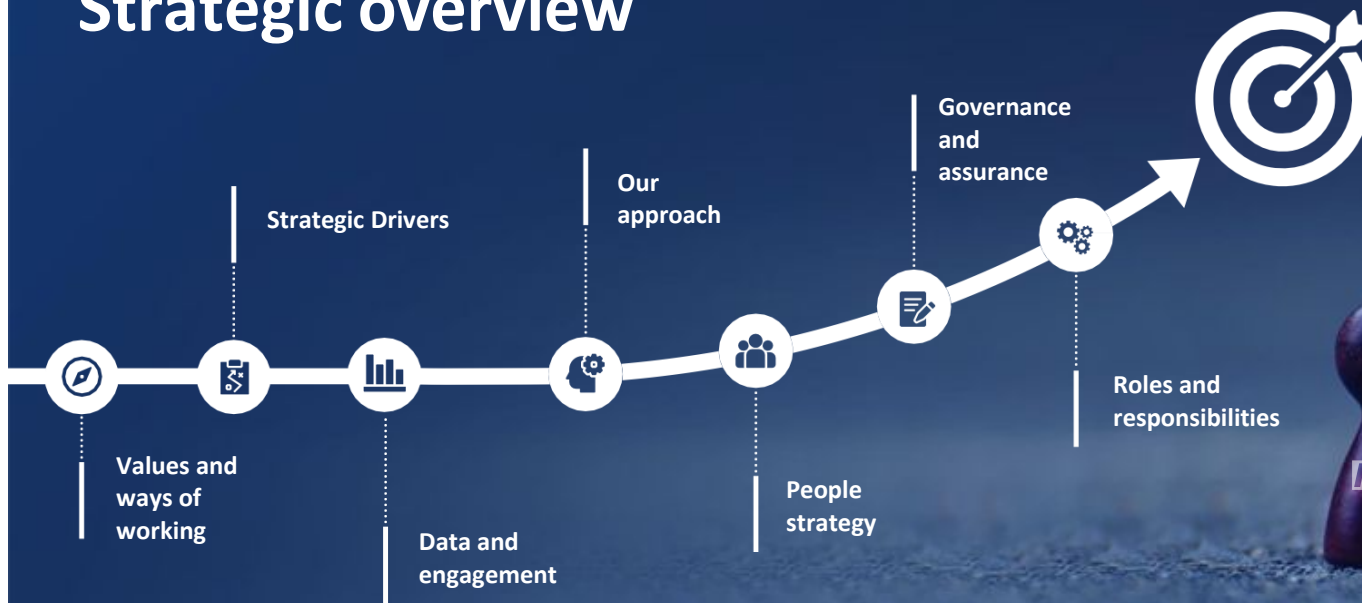 Strategic overview
Governance
and
assurance
Our
approach
Strategic Drivers
Roles and
responsibilities
Values and
ways of
working
People
strategy
Data and
engagement